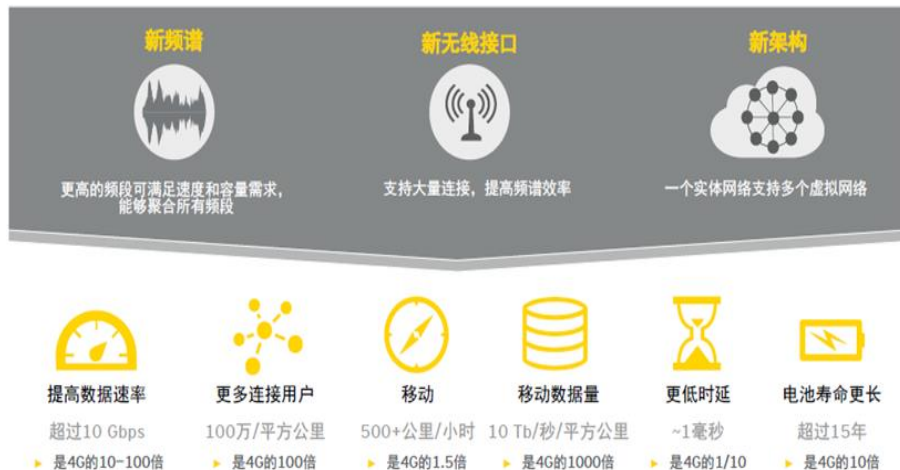 新频谱
新无线接口
新架构
更高的频段可满足速度和容量需求,
能够聚合所有频段
支持大量连接,提高频谱效率
一个实体网络支持多个虚拟网络
提高数据速率
更多连接用户
移动
移动数据量
更低时延
电池寿命更长
超过10 Gbps
100万/平方公里
500+公里/小时
10 Tb/秒/平方公里
~1毫秒
超过15年
► 是4G的10-100倍
► 是4G的100倍
► 是4G的1.5倍
► 是4G的1000倍
► 是4G的1/10
► 是4G的10倍